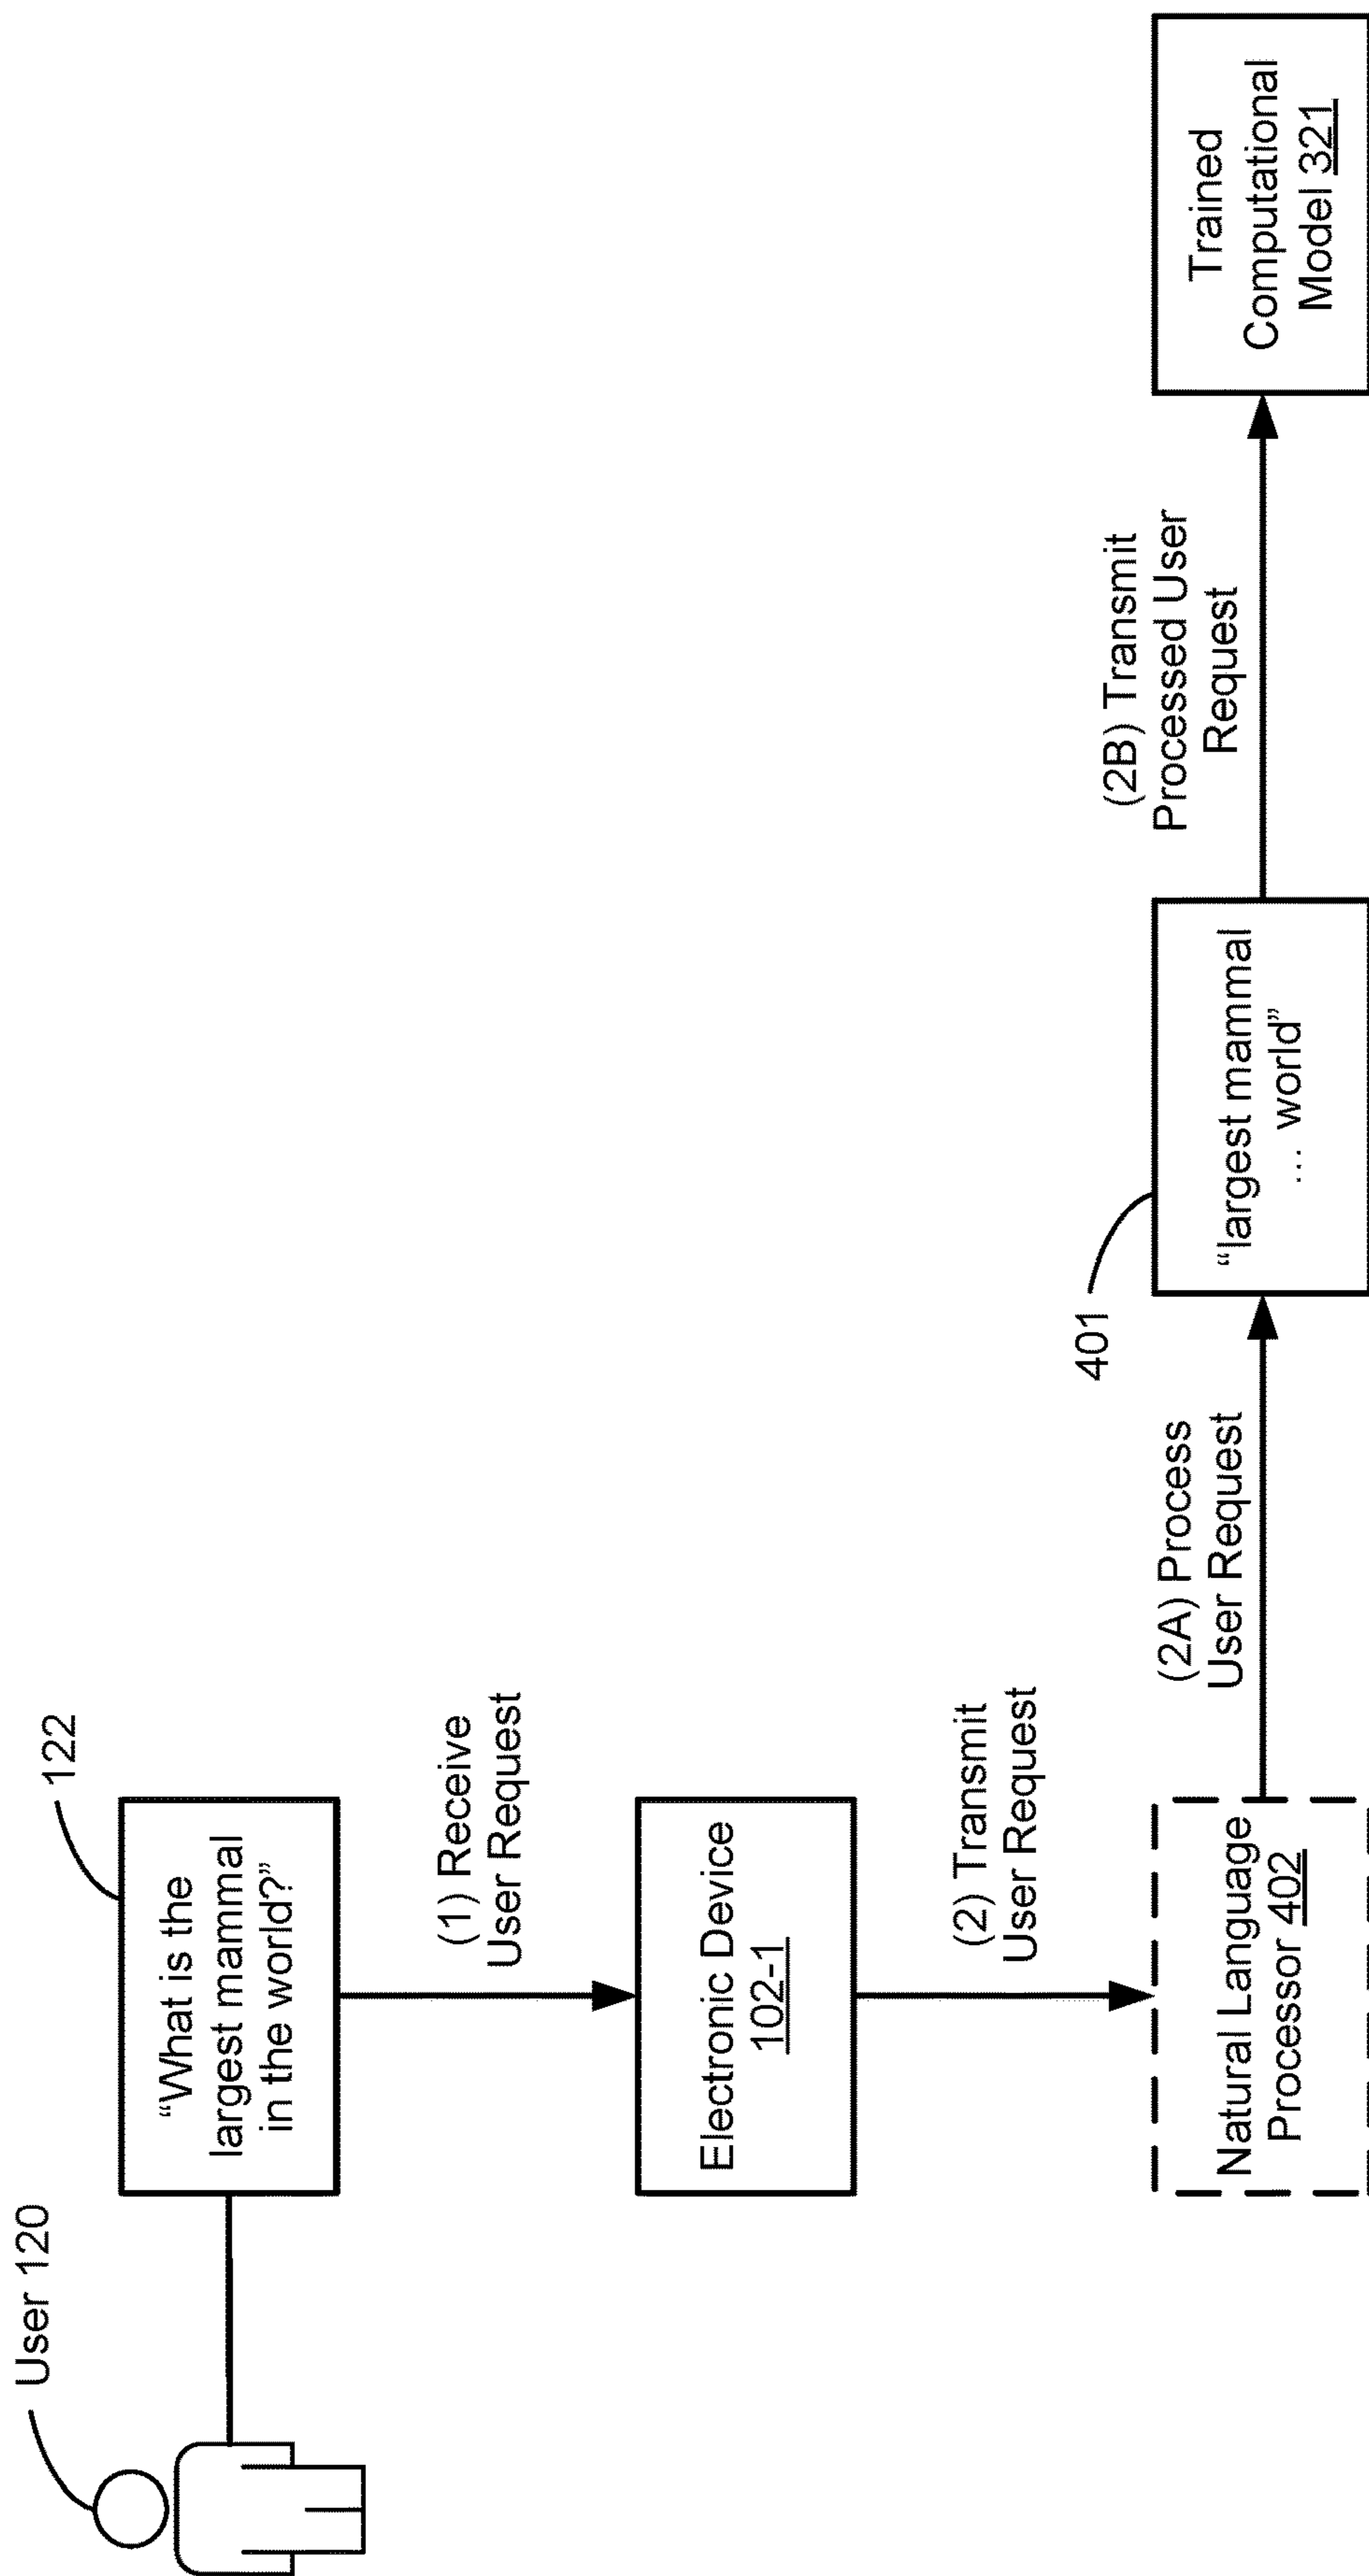 User 120
122
“What is the
largest mammal
in the world?”
(1) Receive
User Request
Electronic Device
102-1
(2) Transmit
User Request
Natural Language
Processor 402
(2A) Process
User Request
401
“largest mammal
… world”
(2B) Transmit
Processed User
Request
Trained
Computational
Model 321